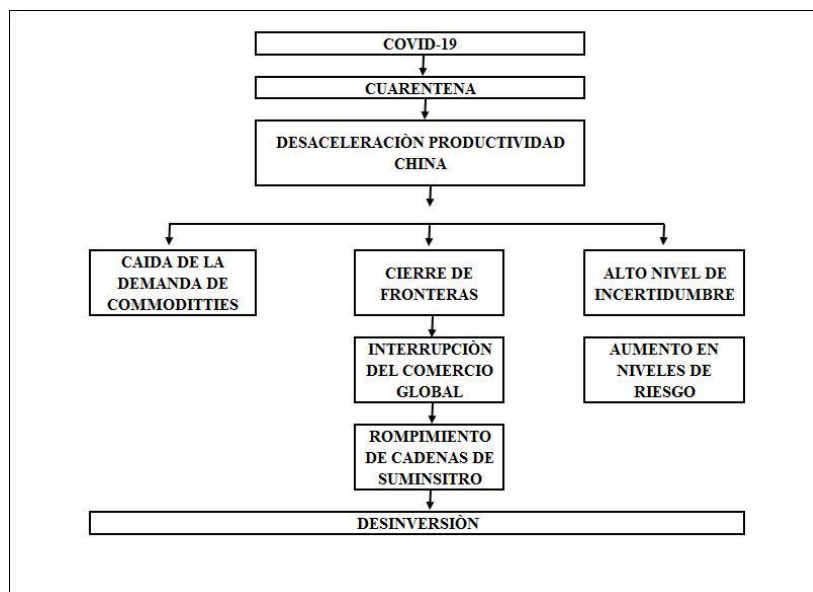 COVID-19
CUARENTENA
DESACELERACIÒN PRODUCTIVIDAD
CHINA
CAIDA DE LA
DEMANDA DE
COMMODITTIES
CIERRE DE
FRONTERAS
ALTO NIVEL DE
INCERTIDUMBRE
INTERRUPCIÒN
DEL COMERCIO
GLOBAL
AUMENTO EN
NIVELES DE
RIESGO
ROMPIMIENTO
DE CADENAS DE
SUMINSITRO
DESINVERSIÒN